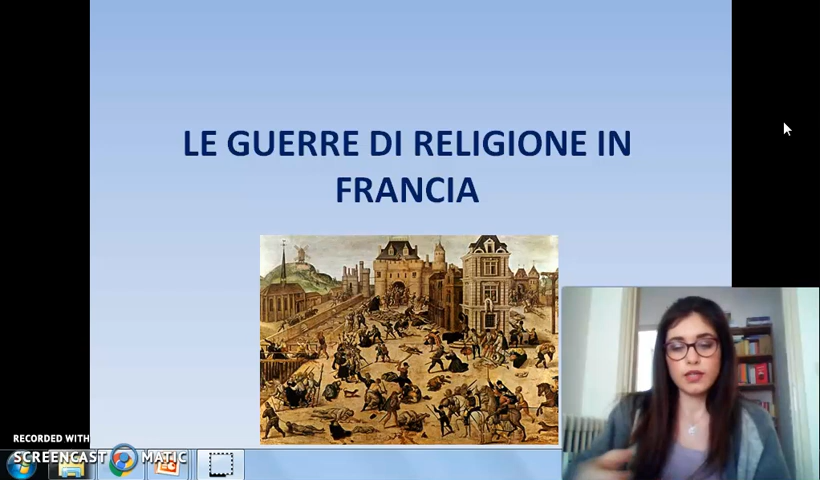 LE GUERRE DI RELIGIONE IN
FRANCIA
RECORDED WITH
SCREENCAST MATIC